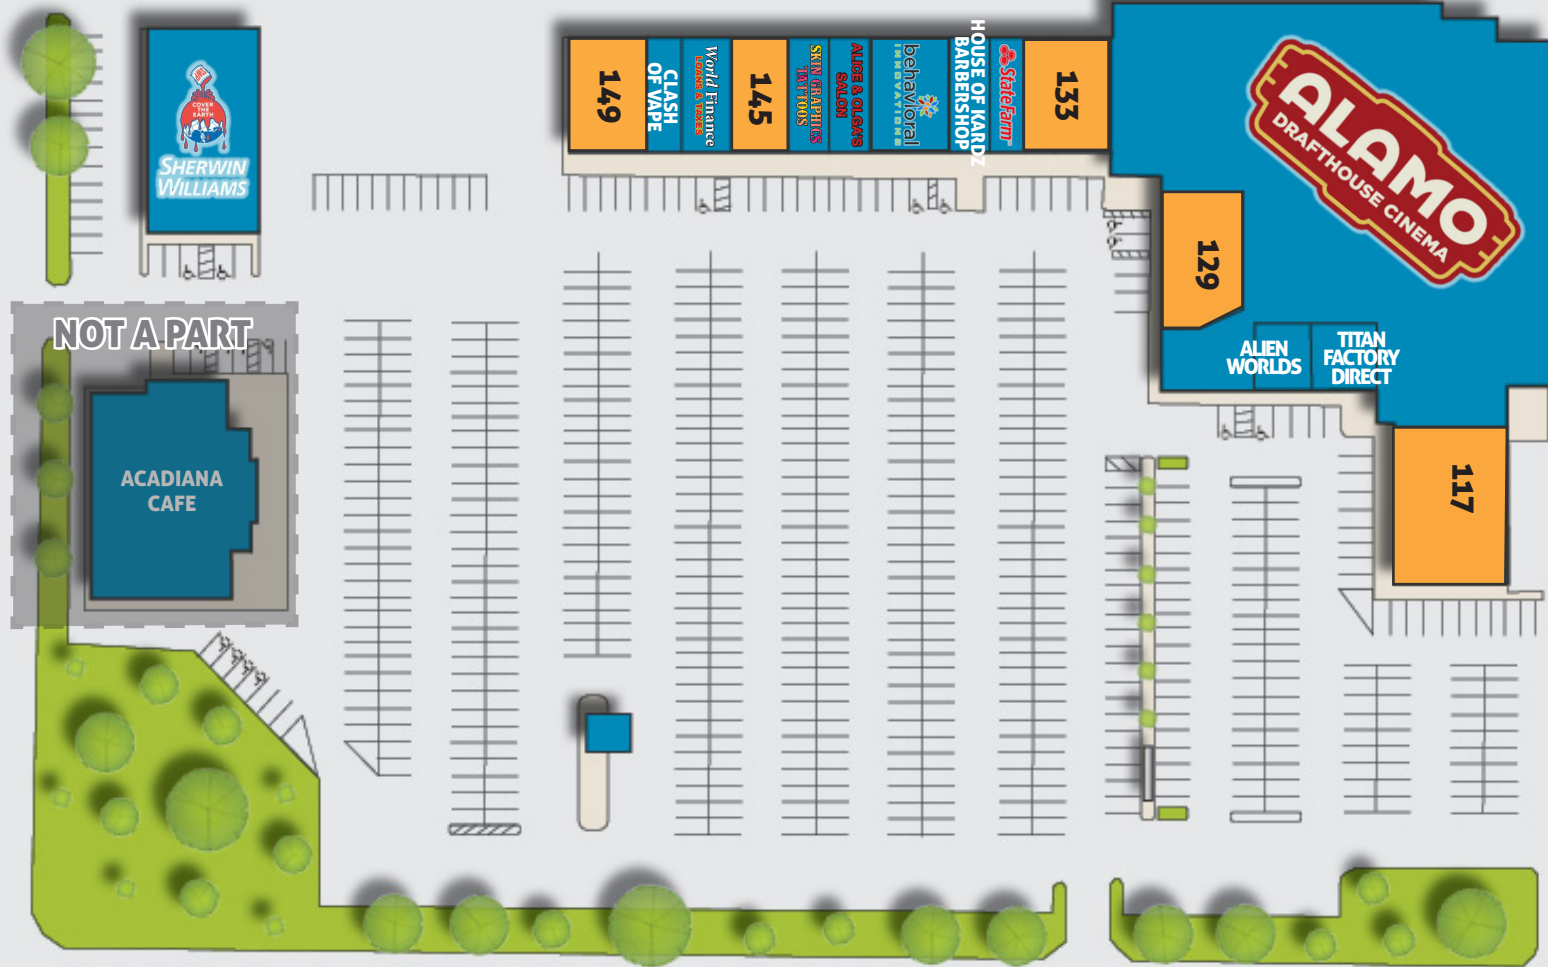 COVER
THE
EARTH
SHERWIN
WILLIAMS
149
CLASH
OF VAPE
World Finance
LOANS & TAXES
145
SKIN GRAPHICS
TATTOOS
ALICE & OLGA'S
SALON
behavioral
INNOVATIONS
HOUSE OF KARDZ
BARBERSHOP
StateFarm
133
ALAMO
DRAFTHOUSE CINEMA
129
ALIEN
WORLDS
TITAN
FACTORY
DIRECT
117
NOT A PART
ACADIANA
CAFE